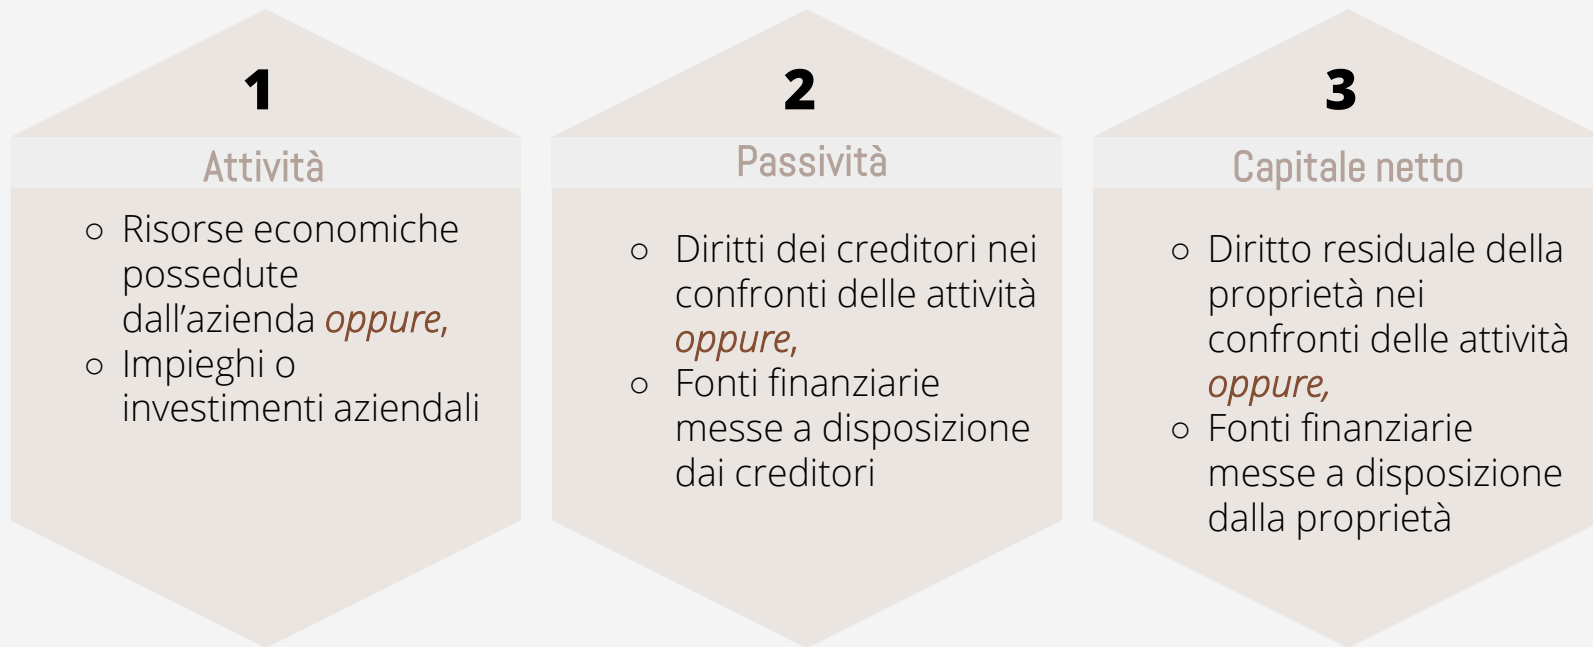 1
Attività
○ Risorse economiche
possedute
dall’azienda oppure,
○ Impieghi o
investimenti aziendali
2
Passività
○ Diritti dei creditori nei
confronti delle attività
oppure,
○ Fonti finanziarie
messe a disposizione
dai creditori
3
Capitale netto
○ Diritto residuale della
proprietà nei
confronti delle attività
oppure,
○ Fonti finanziarie
messe a disposizione
dalla proprietà